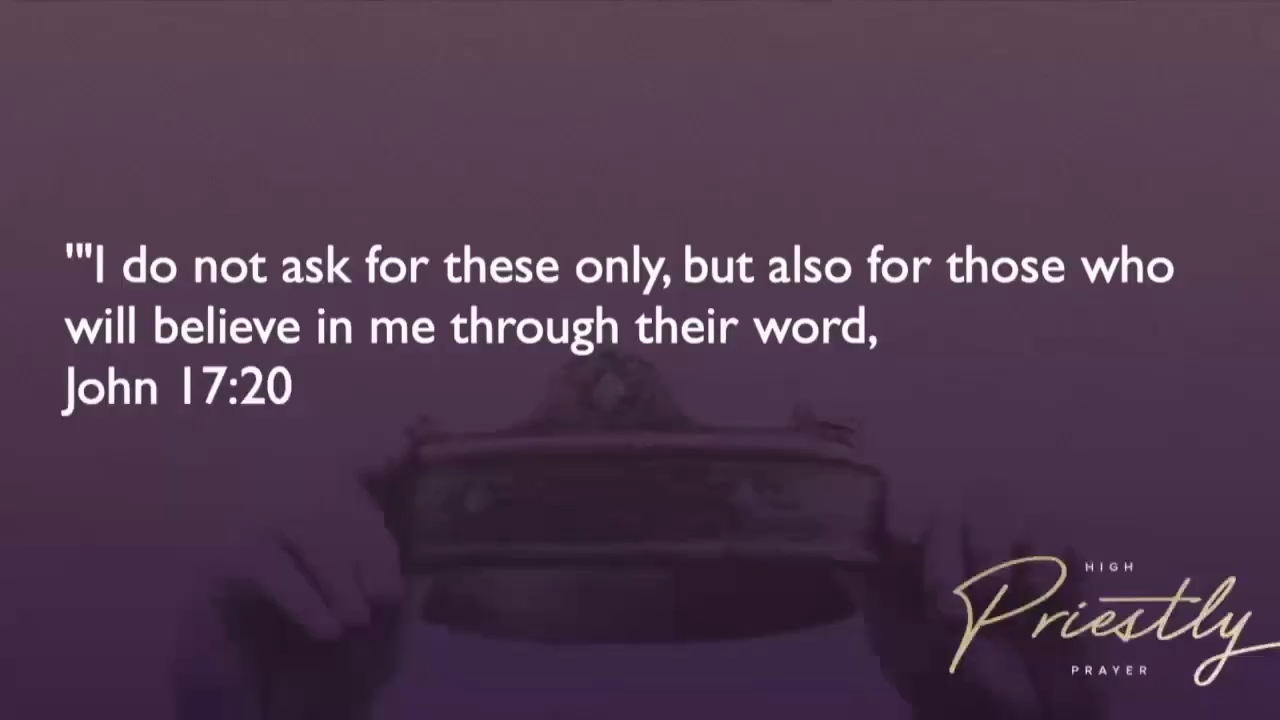 '"I do not ask for these only, but also for those who
will believe in me through their word,
John 17:20
HIGH
Priestly
PRAYER